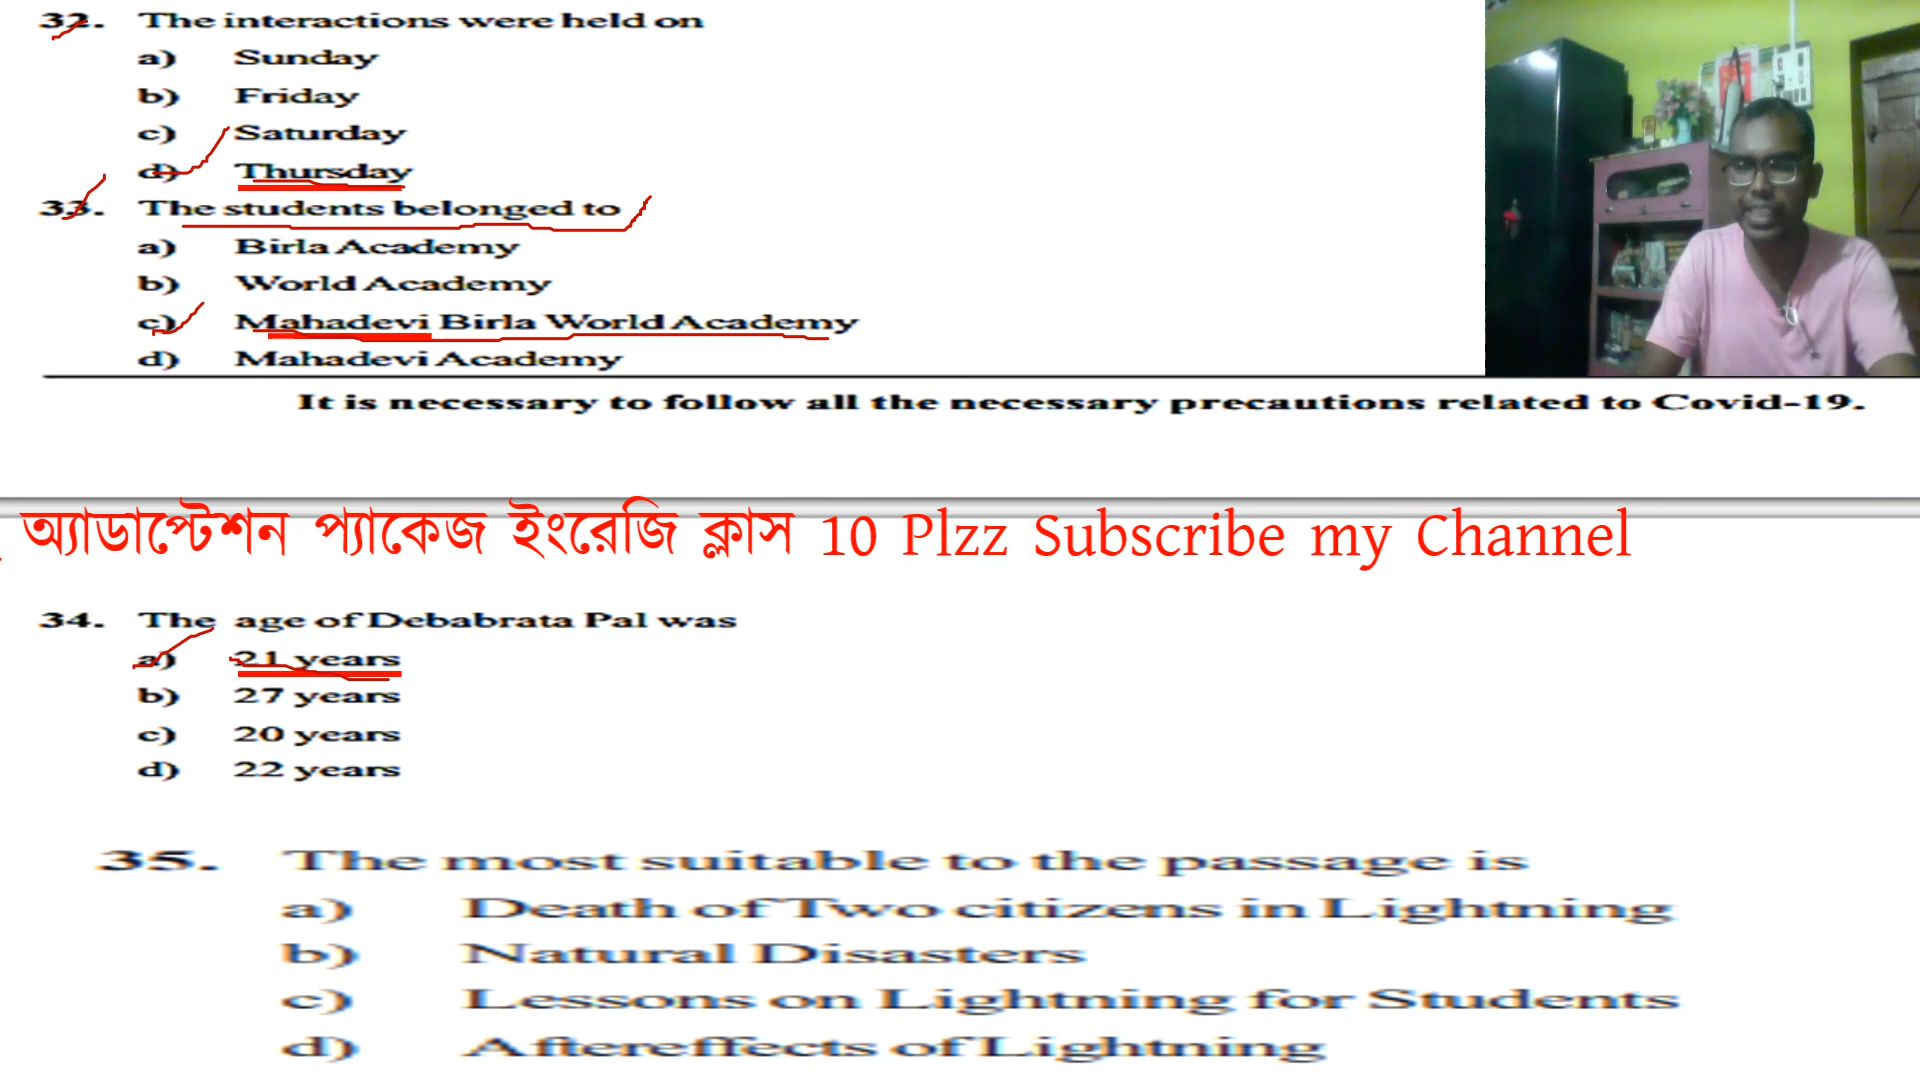 32. The interactions were held on
a) Sunday
b) Friday
c) Saturday
d) Thursday
33. The students belonged to
a) Birla Academy
b) World Academy
c) Mahadevi Birla World Academy
d) Mahadevi Academy
It is necessary to follow all the necessary precautions related to Covid-19.
অ্যাডাপ্টেশন প্যাকেজ ইংরেজি ক্লাস 10 Plzz Subscribe my Channel
34. The age of Debabrata Pal was
a) 21 years
b) 27 years
c) 20 years
d) 22 years
35. The most suitable to the passage is
a) Death of Two citizens in Lightning
b) Natural Disasters
c) Lessons on Lightning for Students
d) Aftereffects of Lightning